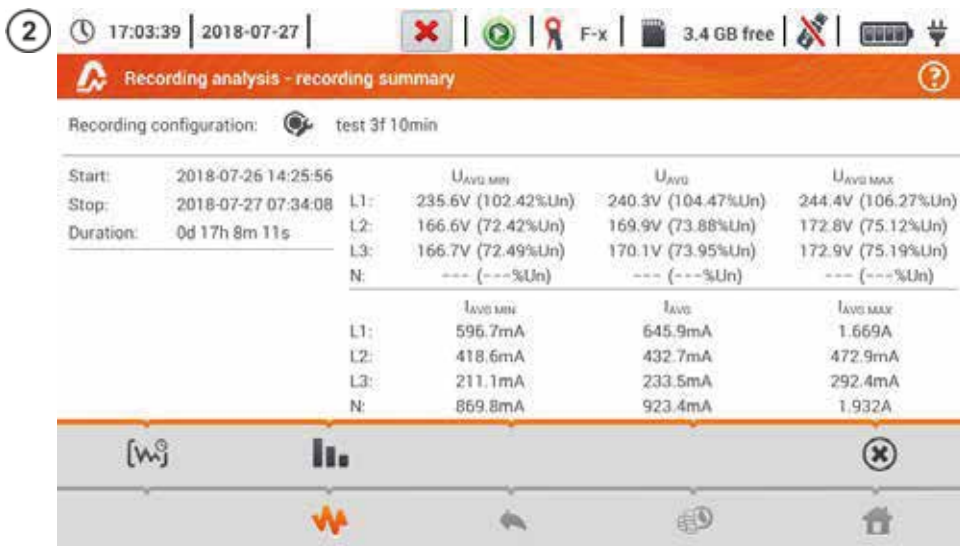 2
17:03:39 2018-07-27 F-x 3.4 GB free
Recording analysis - recording summary ?
Recording configuration: test 3f 10min
Start: 2018-07-26 14:25:56
Stop: 2018-07-27 07:34:08
Duration: 0d 17h 8m 11s
UAVG MIN UAVG UAVG MAX
L1: 235.6V (102.42%Un) 240.3V (104.47%Un) 244.4V (106.27%Un)
L2: 166.6V (72.42%Un) 169.9V (73.88%Un) 172.8V (75.12%Un)
L3: 166.7V (72.49%Un) 170.1V (73.95%Un) 172.9V (75.19%Un)
N: --- (---%Un) --- (---%Un) --- (---%Un)
IAVG MIN IAVG IAVG MAX
L1: 596.7mA 645.9mA 1.669A
L2: 418.6mA 432.7mA 472.9mA
L3: 211.1mA 233.5mA 292.4mA
N: 869.8mA 923.4mA 1.932A